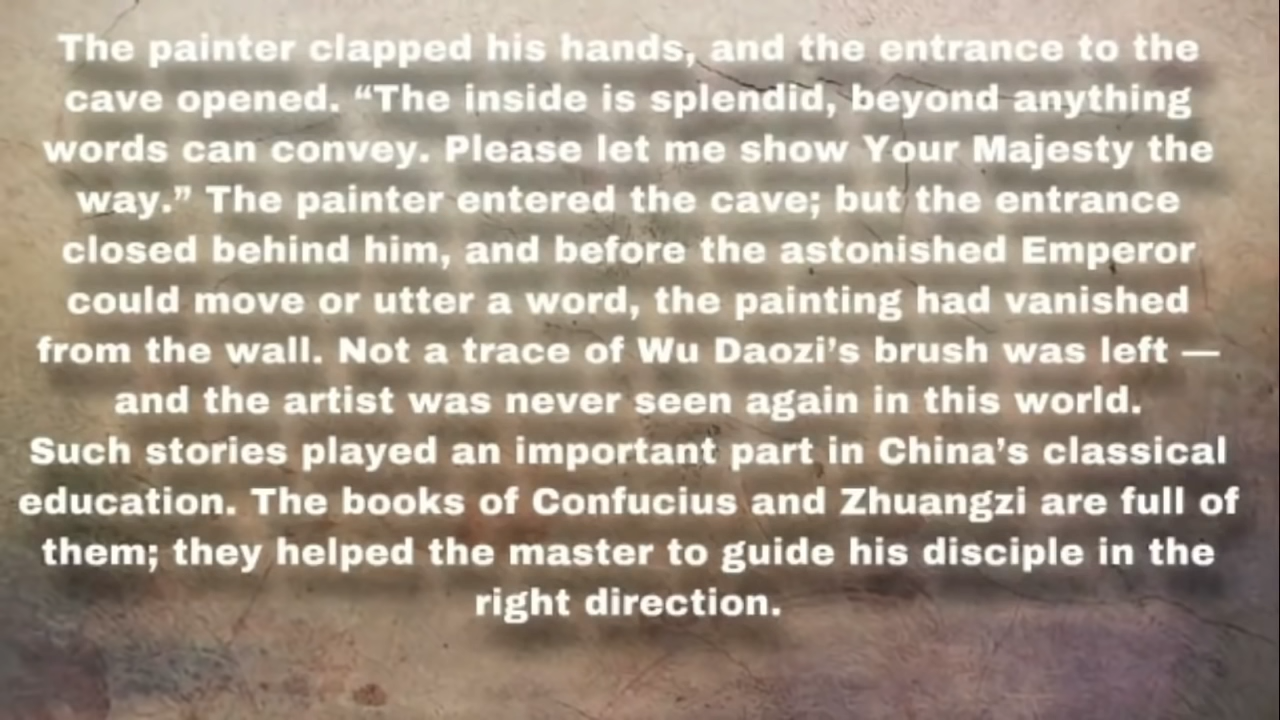 The painter clapped his hands, and the entrance to the
cave opened. “The inside is splendid, beyond anything
words can convey. Please let me show Your Majesty the
way.” The painter entered the cave; but the entrance
closed behind him, and before the astonished Emperor
could move or utter a word, the painting had vanished
from the wall. Not a trace of Wu Daozi’s brush was left —
and the artist was never seen again in this world.
Such stories played an important part in China’s classical
education. The books of Confucius and Zhuangzi are full of
them; they helped the master to guide his disciple in the
right direction.